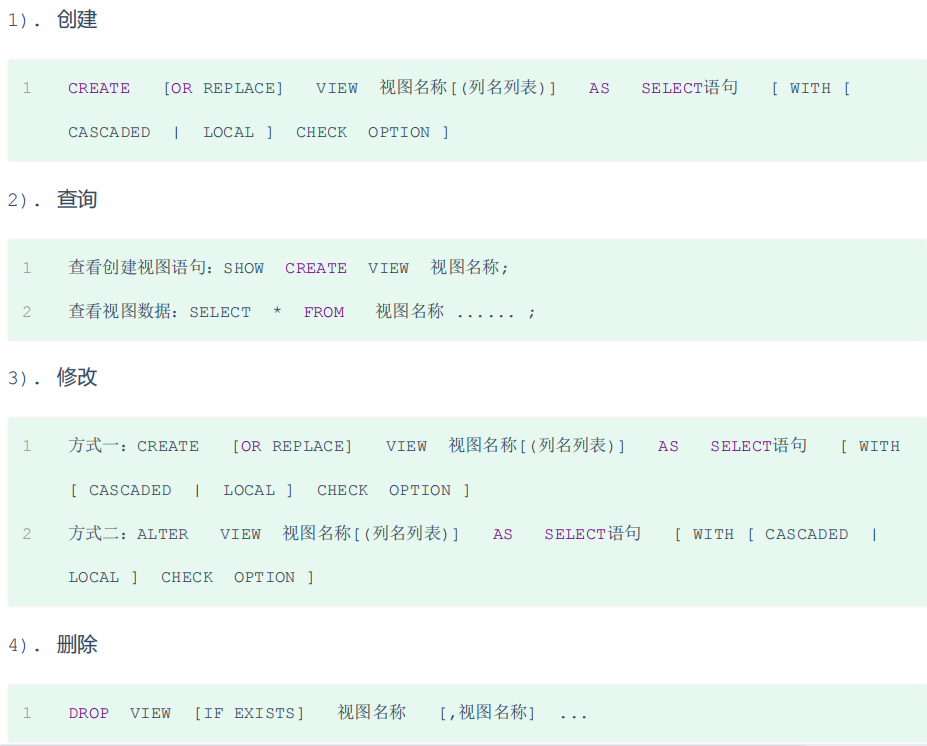 1). 创建
1 CREATE [OR REPLACE] VIEW 视图名称[(列名列表)] AS SELECT语句 [ WITH [
CASCADED | LOCAL ] CHECK OPTION ]
2). 查询
1 查看创建视图语句：SHOW CREATE VIEW 视图名称;
2 查看视图数据：SELECT * FROM 视图名称 ...... ;
3). 修改
1 方式一：CREATE [OR REPLACE] VIEW 视图名称[(列名列表)] AS SELECT语句 [ WITH
[ CASCADED | LOCAL ] CHECK OPTION ]
2 方式二：ALTER VIEW 视图名称[(列名列表)] AS SELECT语句 [ WITH [ CASCADED |
LOCAL ] CHECK OPTION ]
4). 删除
1 DROP VIEW [IF EXISTS] 视图名称 [,视图名称] ...